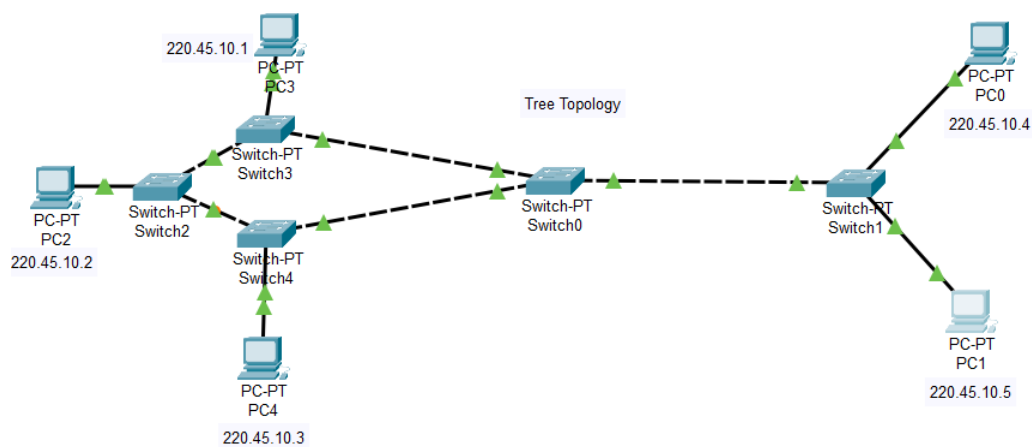 220.45.10.1
PC-PT
PC3
Tree Topology
PC-PT
PC0
220.45.10.4
Switch-PT
Switch3
PC-PT
PC2
220.45.10.2
Switch-PT
Switch2
Switch-PT
Switch0
Switch-PT
Switch1
Switch-PT
Switch4
PC-PT
PC1
220.45.10.5
PC-PT
PC4
220.45.10.3